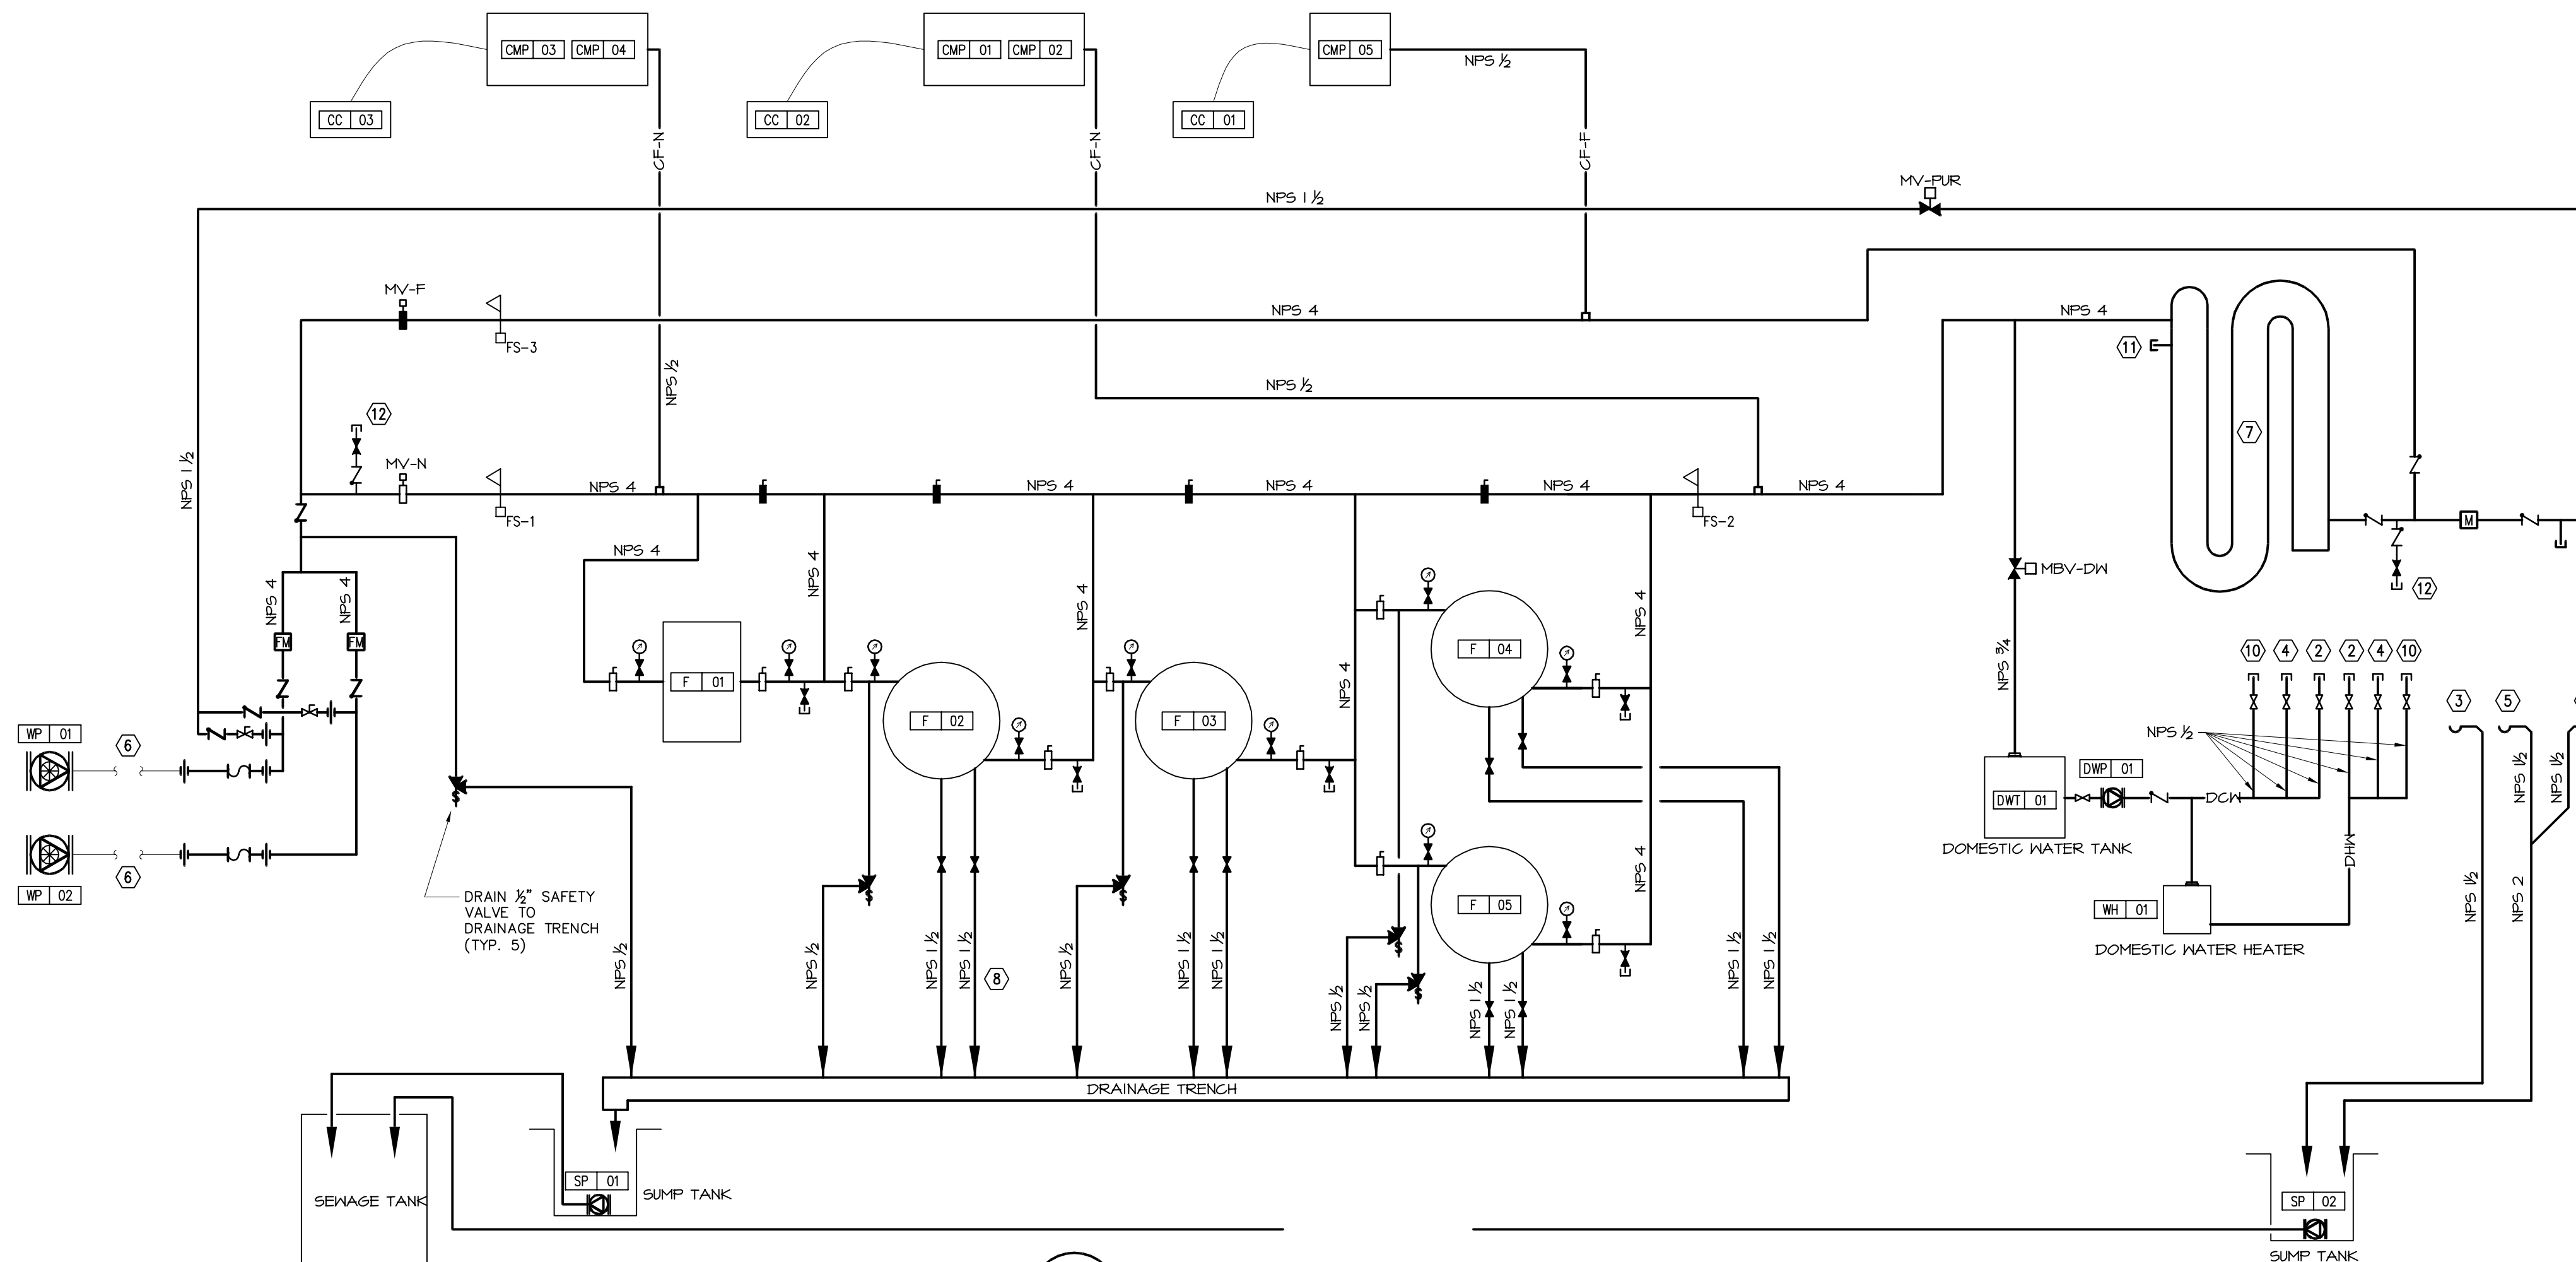 CMP 03 CMP 04
CMP 01 CMP 02
CMP 05
NPS ½
CC 03
CC 02
CC 01
CF-N
CF-N
CF-F
MV-PUR
NPS 1 ½
MV-F
NPS 4
NPS 4
FS-3
11
NPS ½
NPS ½
12
7
NPS 1 ½
MV-N
NPS 4
NPS 4
NPS 4
NPS 4
NPS 4
FS-1
FS-2
M
NPS 4
NPS 4
NPS 4
NPS 4
NPS 4
NPS 4
MBV-DW
12
FM
FM
NPS 4
NPS ¾
10
4
2
2
4
10
F 04
F 01
3
5
F 02
F 03
NPS ½
WP 01
6
DWP 01
NPS 1½
NPS 1½
DWT 01
DCW
DOMESTIC WATER TANK
DHW
6
WP 02
DRAIN ½" SAFETY
VALVE TO
DRAINAGE TRENCH
(TYP. 5)
F 05
NPS 4
NPS 1½
NPS 2
WH 01
DOMESTIC WATER HEATER
NPS ½
NPS ½
NPS 1 ½
NPS 1 ½
8
NPS ½
NPS 1 ½
NPS 1 ½
NPS ½
NPS ½
NPS 1 ½
NPS 1 ½
NPS 1 ½
NPS 1 ½
DRAINAGE TRENCH
SP 01
SUMP TANK
SEWAGE TANK
SP 02
SUMP TANK